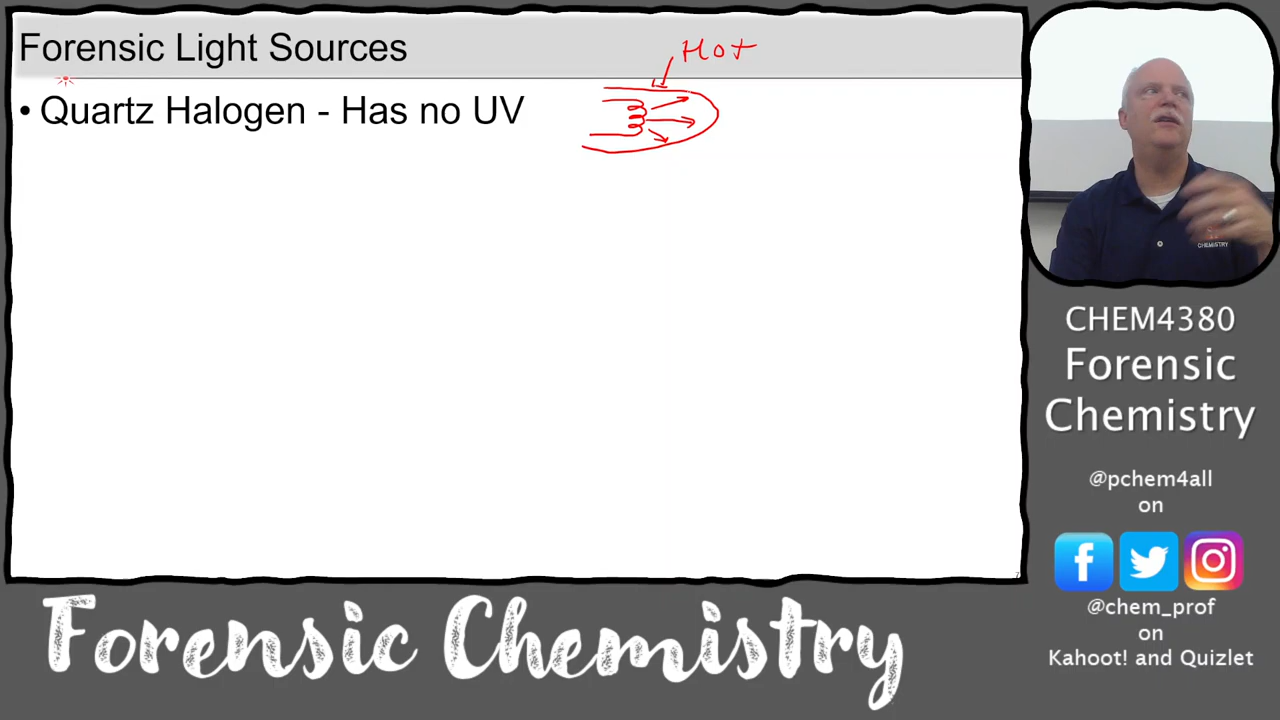 Forensic Light Sources
Hot
• Quartz Halogen - Has no UV
CHEMISTRY
CHEM4380
Forensic
Chemistry
@pchem4all
on
@chem_prof
on
Kahoot! and Quizlet
Forensic Chemistry